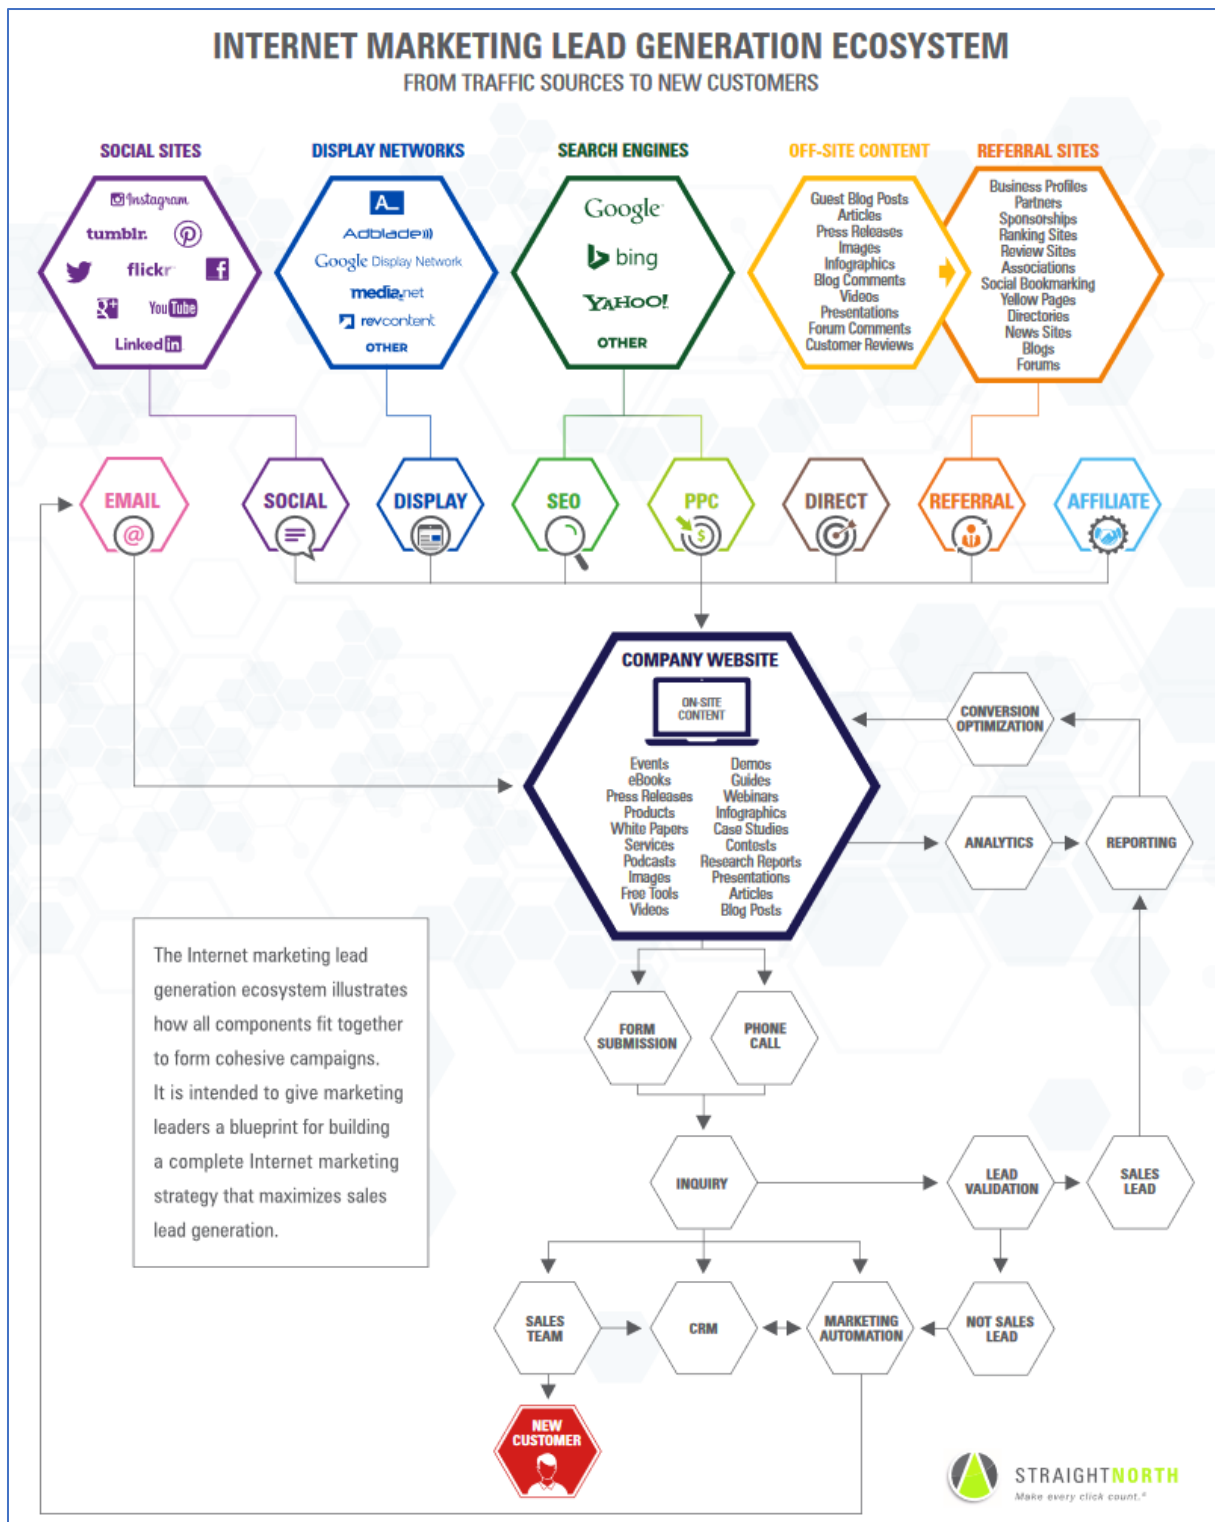 INTERNET MARKETING LEAD GENERATION ECOSYSTEM
FROM TRAFFIC SOURCES TO NEW CUSTOMERS
SOCIAL SITES
Instagram
tumblr.
flickr
You Tube
Linked in
DISPLAY NETWORKS
A_
Adblade
Google Display Network
media.net
revcontent
OTHER
SEARCH ENGINES
Google
bing
YAHOO!
OTHER
OFF-SITE CONTENT
Guest Blog Posts
Articles
Press Releases
Images
Infographics
Blog Comments
Videos
Presentations
Forum Comments
Customer Reviews
REFERRAL SITES
Business Profiles
Partners
Sponsorships
Ranking Sites
Review Sites
Associations
Social Bookmarking
Yellow Pages
Directories
News Sites
Blogs
Forums
EMAIL
@
SOCIAL
DISPLAY
SEO
PPC
$
DIRECT
REFERRAL
AFFILIATE
COMPANY WEBSITE
ON-SITE
CONTENT
Events
eBooks
Press Releases
Products
White Papers
Services
Podcasts
Images
Free Tools
Videos
Demos
Guides
Webinars
Infographics
Case Studies
Contests
Research Reports
Presentations
Articles
Blog Posts
CONVERSION
OPTIMIZATION
ANALYTICS
REPORTING
The Internet marketing lead
generation ecosystem illustrates
how all components fit together
to form cohesive campaigns.
It is intended to give marketing
leaders a blueprint for building
a complete Internet marketing
strategy that maximizes sales
lead generation.
FORM
SUBMISSION
PHONE
CALL
INQUIRY
LEAD
VALIDATION
SALES
LEAD
SALES
TEAM
CRM
MARKETING
AUTOMATION
NOT SALES
LEAD
NEW
CUSTOMER
STRAIGHTNORTH
Make every click count.®